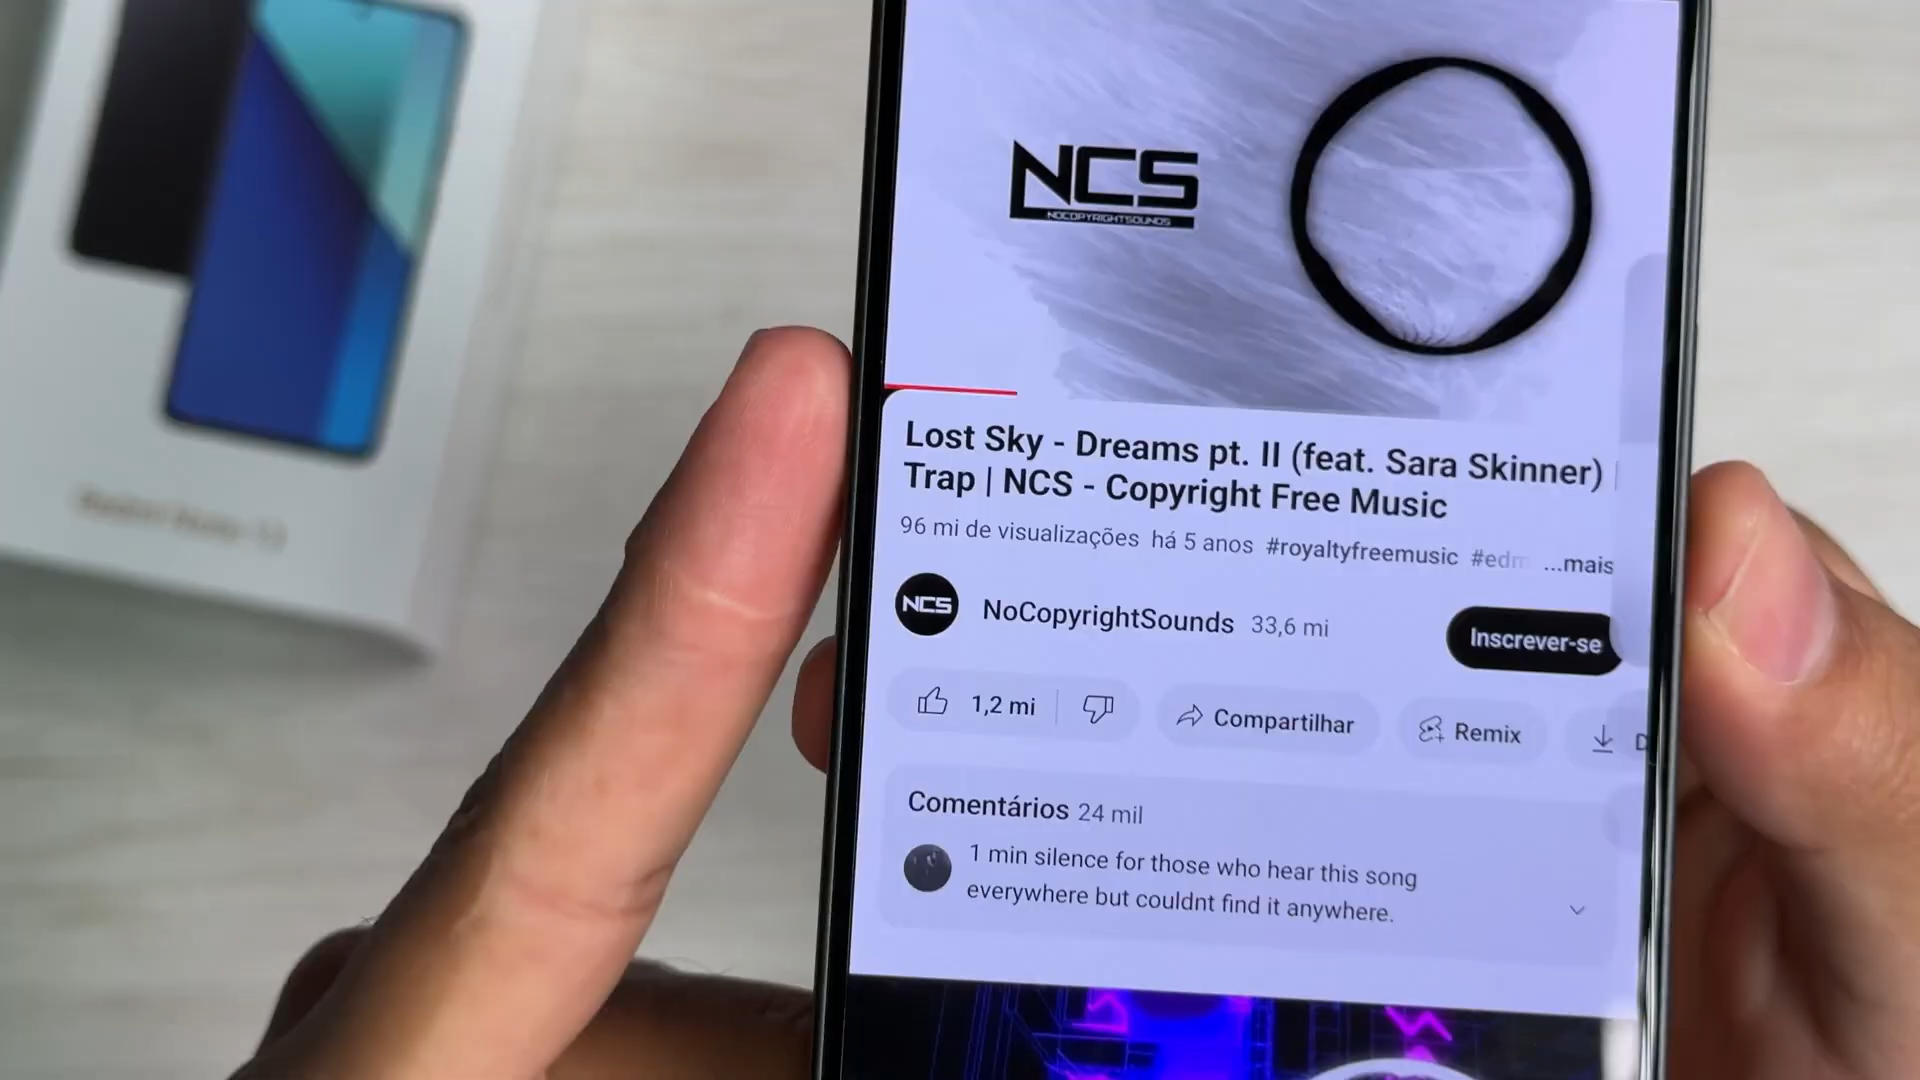 NCS
NOCOPYRIGHTSOUNDS
Lost Sky - Dreams pt. II (feat. Sara Skinner) |
Trap | NCS - Copyright Free Music
96 mi de visualizações há 5 anos #royaltyfreemusic #edm ...mais
NCS NoCopyrightSounds 33,6 mi Inscrever-se
1,2 mi Compartilhar Remix D
Comentários 24 mil
1 min silence for those who hear this song
everywhere but couldnt find it anywhere.